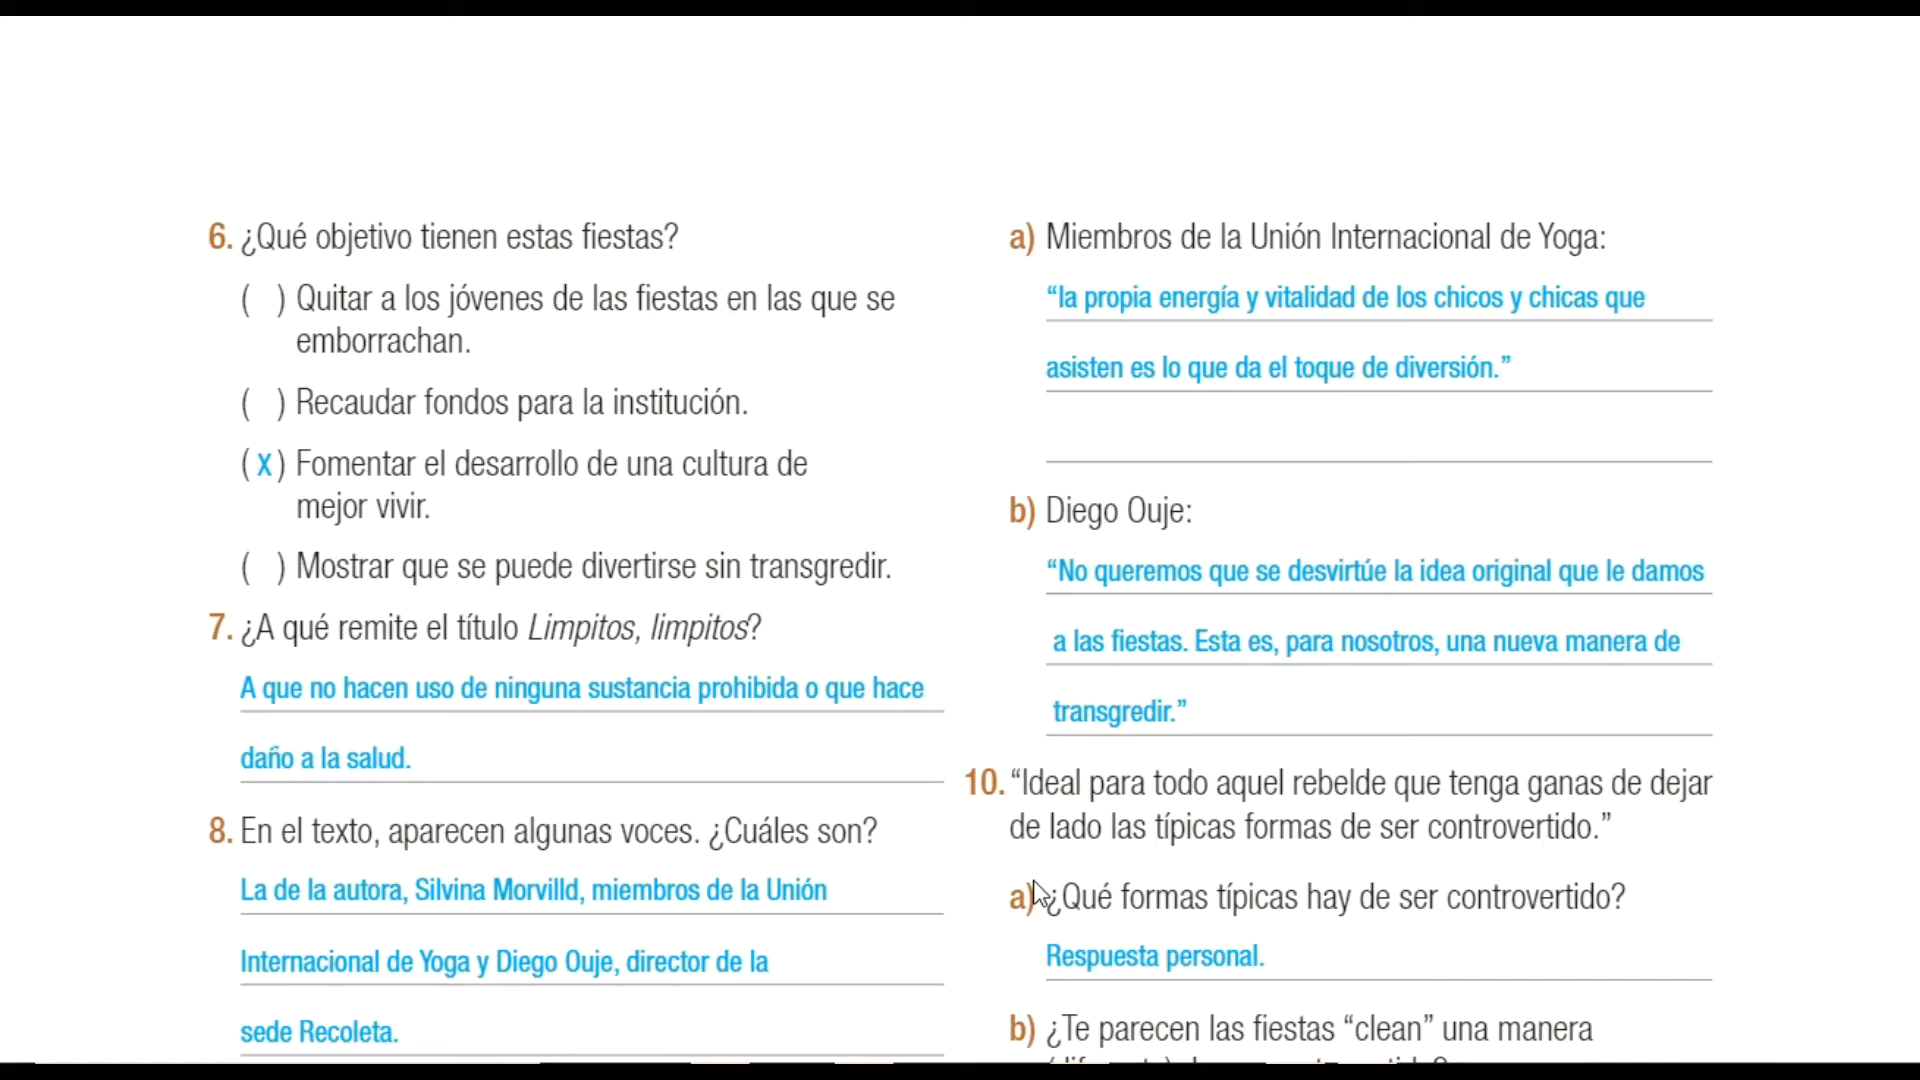 6. ¿Qué objetivo tienen estas fiestas?
( ) Quitar a los jóvenes de las fiestas en las que se
emborrachan.
( ) Recaudar fondos para la institución.
( X ) Fomentar el desarrollo de una cultura de
mejor vivir.
( ) Mostrar que se puede divertirse sin transgredir.
7. ¿A qué remite el título Limpitos, limpitos?
A que no hacen uso de ninguna sustancia prohibida o que hace
daño a la salud.
8. En el texto, aparecen algunas voces. ¿Cuáles son?
La de la autora, Silvina Morvilld, miembros de la Unión
Internacional de Yoga y Diego Ouje, director de la
sede Recoleta.
a) Miembros de la Unión Internacional de Yoga:
“la propia energía y vitalidad de los chicos y chicas que
asisten es lo que da el toque de diversión.”
b) Diego Ouje:
“No queremos que se desvirtúe la idea original que le damos
a las fiestas. Esta es, para nosotros, una nueva manera de
transgredir.”
10. “Ideal para todo aquel rebelde que tenga ganas de dejar
de lado las típicas formas de ser controvertido.”
a) ¿Qué formas típicas hay de ser controvertido?
Respuesta personal.
b) ¿Te parecen las fiestas “clean” una manera